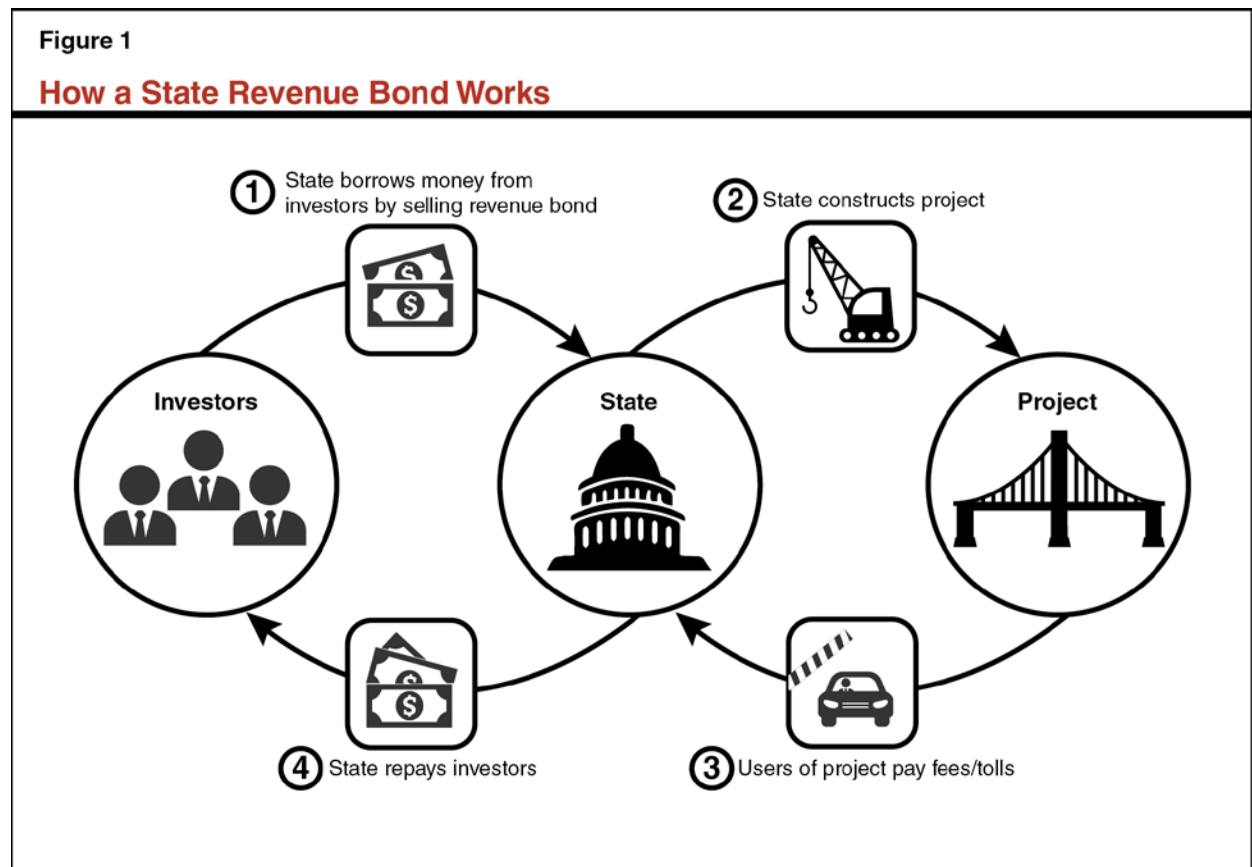 Figure 1
How a State Revenue Bond Works
1 State borrows money from
investors by selling revenue bond
2 State constructs project
$
$
Investors
State
Project
$
$
4 State repays investors
3 Users of project pay fees/tolls